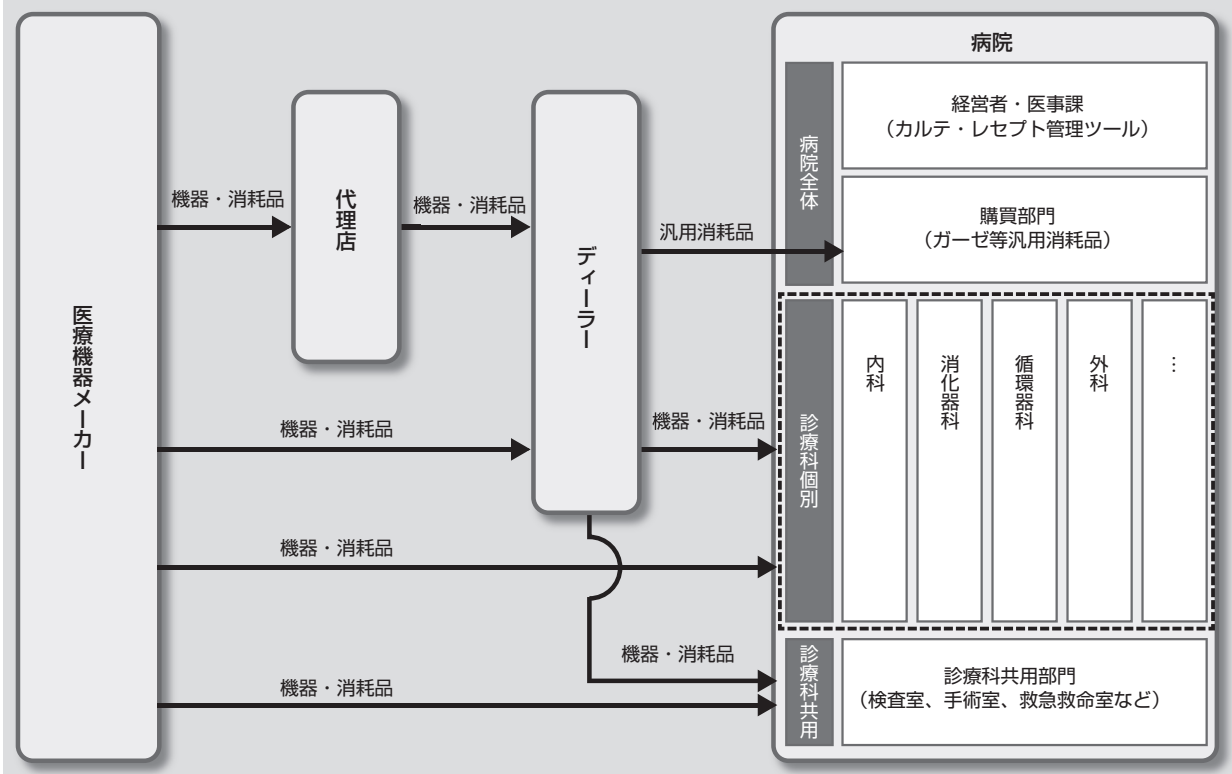 病院
病院全体
経営者・医事課
（カルテ・レセプト管理ツール）
購買部門
（ガーゼ等汎用消耗品）
医療機器メーカー
機器・消耗品
代理店
機器・消耗品
ディーラー
汎用消耗品
機器・消耗品
機器・消耗品
診療科個別
内科
消化器科
循環器科
外科
…
機器・消耗品
機器・消耗品
機器・消耗品
診療科共用
診療科共用部門
（検査室、手術室、救急救命室など）